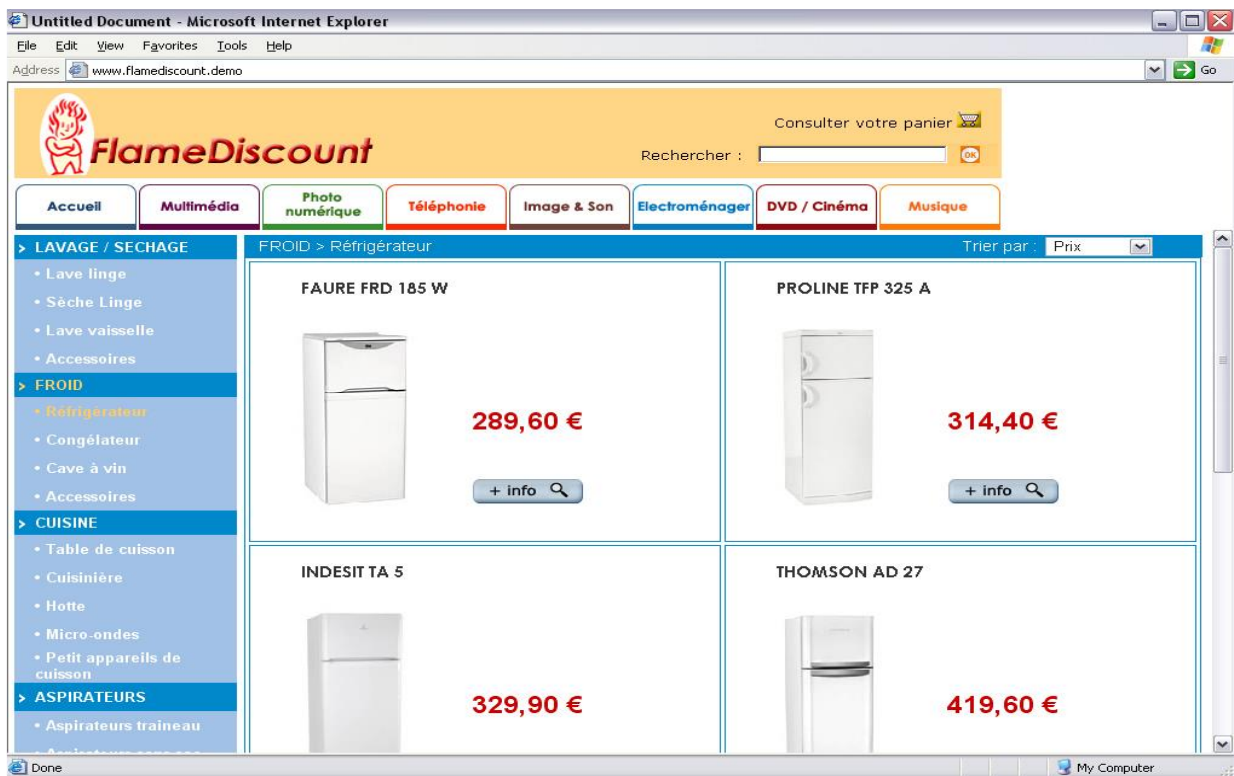 Untitled Document - Microsoft Internet Explorer
File Edit View Favorites Tools Help
Address www.flamediscount.demo Go
FlameDiscount
Consulter votre panier
Rechercher : OK
Accueil
Multimédia
Photo
numérique
Téléphonie
Image & Son
Electroménager
DVD / Cinéma
Musique
> LAVAGE / SECHAGE
• Lave linge
• Sèche Linge
• Lave vaisselle
• Accessoires
> FROID
• Réfrigérateur
• Congélateur
• Cave à vin
• Accessoires
> CUISINE
• Table de cuisson
• Cuisinière
• Hotte
• Micro-ondes
• Petit appareils de
cuisson
> ASPIRATEURS
• Aspirateurs traineau
FROID > Réfrigérateur
Trier par : Prix
FAURE FRD 185 W
289,60 €
+ info
PROLINE TFP 325 A
314,40 €
+ info
INDESIT TA 5
329,90 €
THOMSON AD 27
419,60 €
Done
My Computer